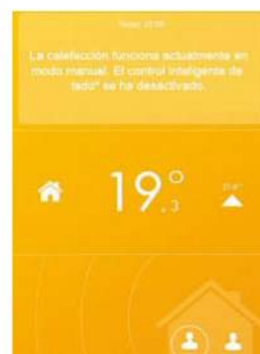 La calefacción funciona actualmente en
modo manual. El control inteligente de
tado° se ha desactivado.
19.3°